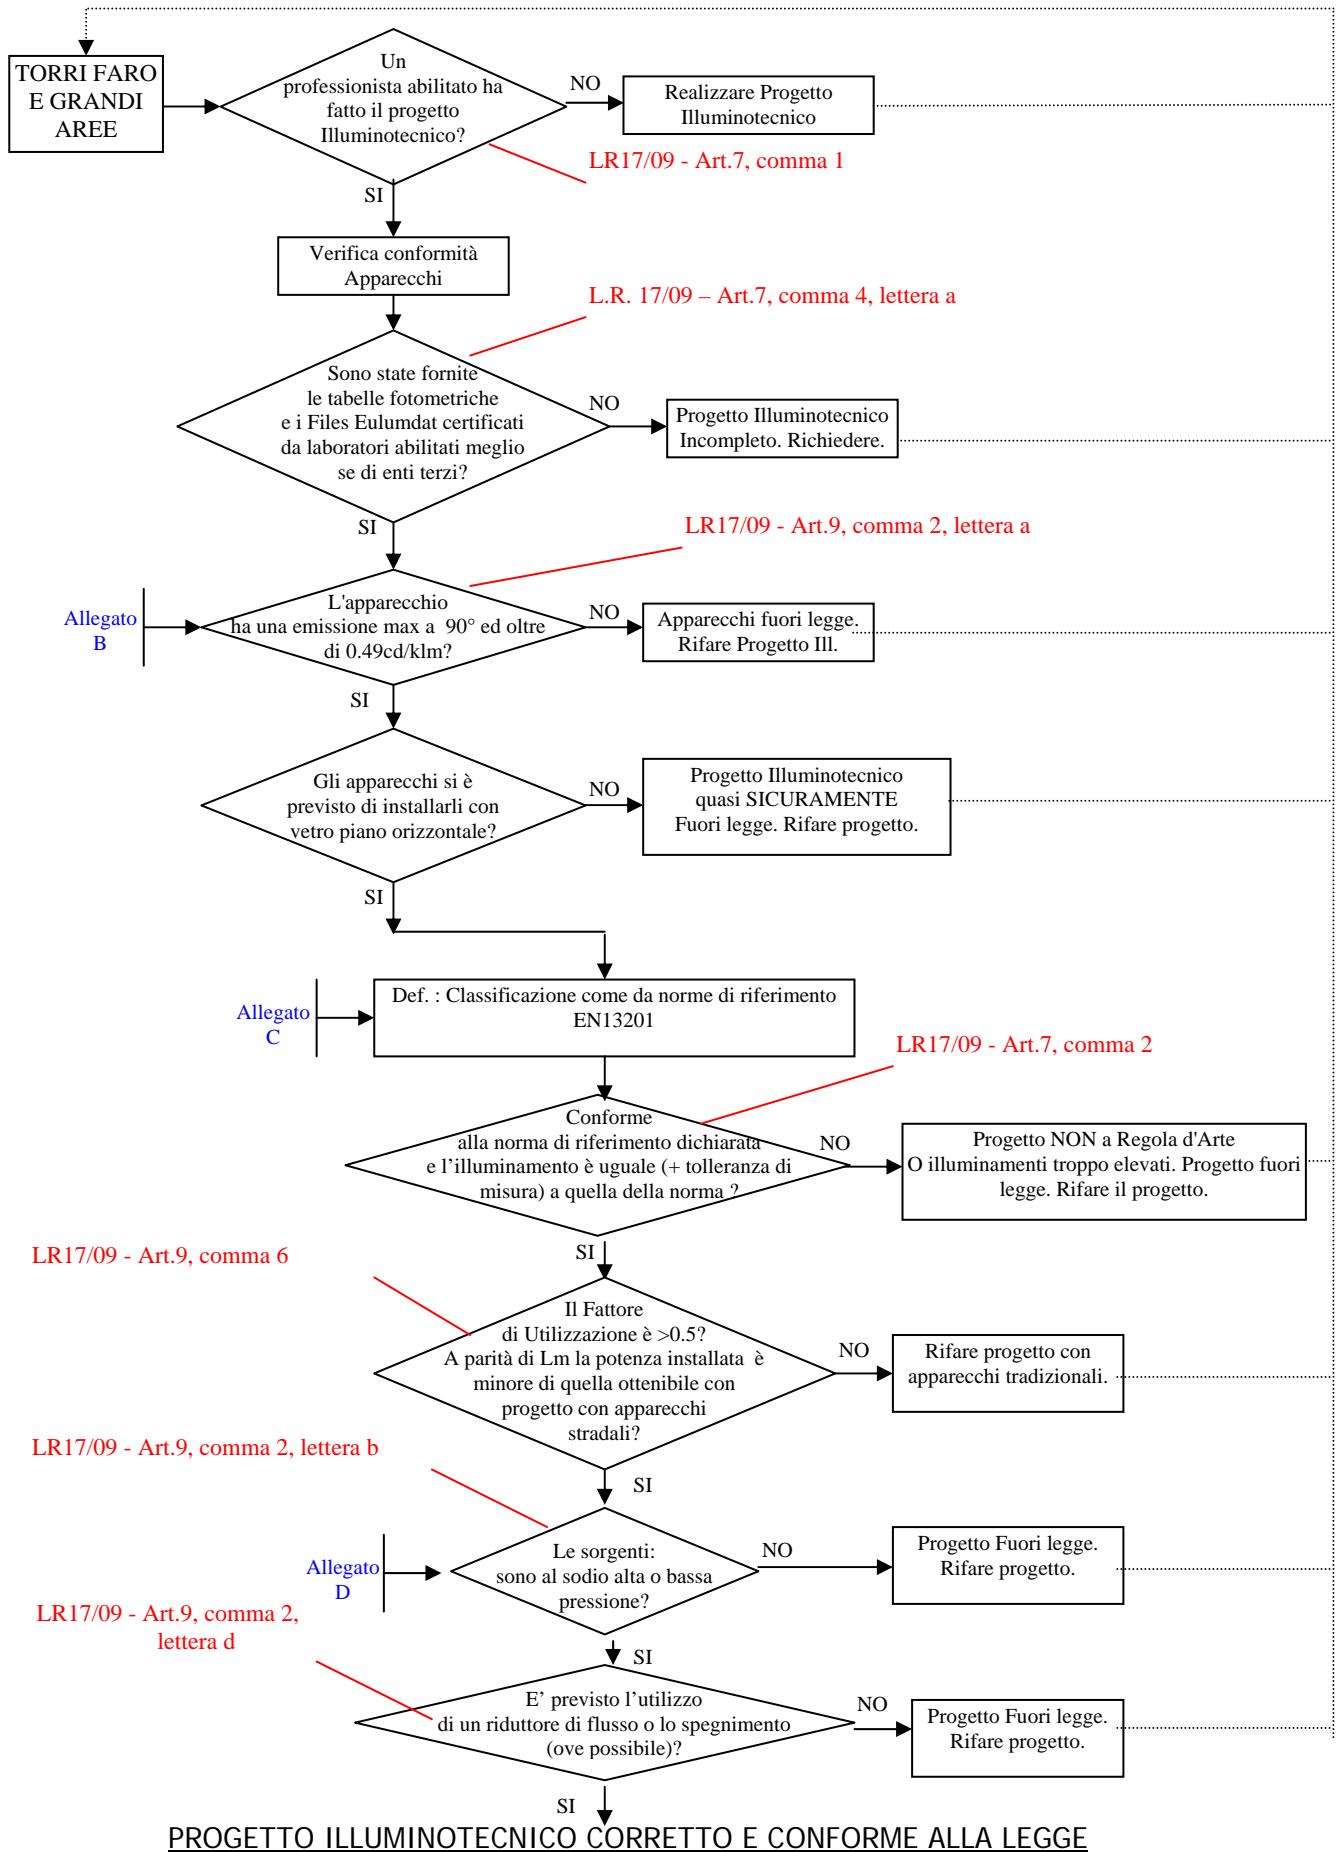 TORRI FARO
E GRANDI
AREE
Un
professionista abilitato ha
fatto il progetto
Illuminotecnico?
NO
Realizzare Progetto
Illuminotecnico
LR17/09 - Art.7, comma 1
SI
Verifica conformità
Apparecchi
L.R. 17/09 – Art.7, comma 4, lettera a
Sono state fornite
le tabelle fotometriche
e i Files Eulumdat certificati
da laboratori abilitati meglio
se di enti terzi?
NO
Progetto Illuminotecnico
Incompleto. Richiedere.
SI
LR17/09 - Art.9, comma 2, lettera a
Allegato
B
L'apparecchio
ha una emissione max a 90° ed oltre
di 0.49cd/klm?
NO
Apparecchi fuori legge.
Rifare Progetto Ill.
SI
Gli apparecchi si è
previsto di installarli con
vetro piano orizzontale?
NO
Progetto Illuminotecnico
quasi SICURAMENTE
Fuori legge. Rifare progetto.
SI
Allegato
C
Def. : Classificazione come da norme di riferimento
EN13201
LR17/09 - Art.7, comma 2
Conforme
alla norma di riferimento dichiarata
e l’illuminamento è uguale (+ tolleranza di
misura) a quella della norma ?
NO
Progetto NON a Regola d'Arte
O illuminamenti troppo elevati. Progetto fuori
legge. Rifare il progetto.
SI
LR17/09 - Art.9, comma 6
Il Fattore
di Utilizzazione è >0.5?
A parità di Lm la potenza installata è
minore di quella ottenibile con
progetto con apparecchi
stradali?
NO
Rifare progetto con
apparecchi tradizionali.
SI
LR17/09 - Art.9, comma 2, lettera b
Allegato
D
Le sorgenti:
sono al sodio alta o bassa
pressione?
NO
Progetto Fuori legge.
Rifare progetto.
SI
LR17/09 - Art.9, comma 2,
lettera d
E’ previsto l’utilizzo
di un riduttore di flusso o lo spegnimento
(ove possibile)?
NO
Progetto Fuori legge.
Rifare progetto.
SI
PROGETTO ILLUMINOTECNICO CORRETTO E CONFORME ALLA LEGGE